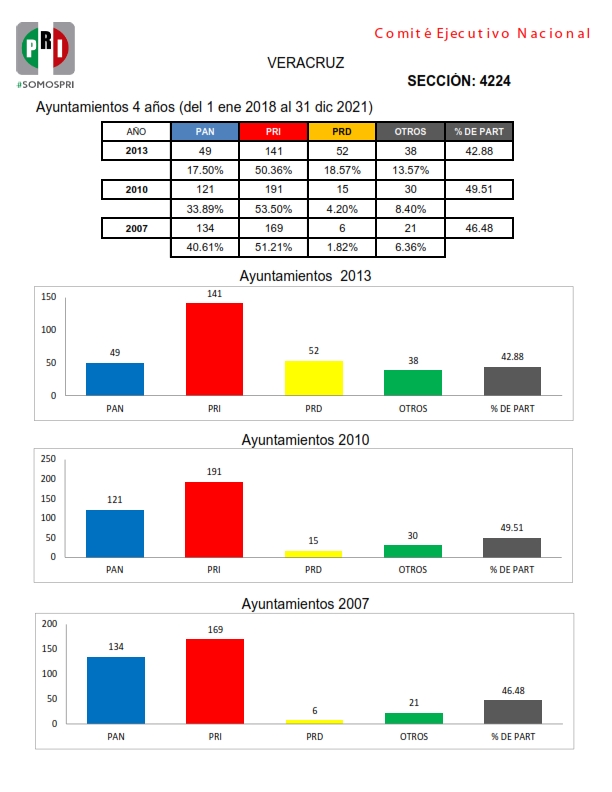 Comité Ejecutivo Nacional
PRI
#SOMOSPRI
VERACRUZ
SECCIÓN: 4224
Ayuntamientos 4 años (del 1 ene 2018 al 31 dic 2021)
AÑO PAN PRI PRD OTROS % DE PART
2013 49 141 52 38 42.88
17.50% 50.36% 18.57% 13.57%
2010 121 191 15 30 49.51
33.89% 53.50% 4.20% 8.40%
2007 134 169 6 21 46.48
40.61% 51.21% 1.82% 6.36%
Ayuntamientos 2013
150
100
50
0
49 141 52 38 42.88
PAN PRI PRD OTROS % DE PART
Ayuntamientos 2010
250
200
150
100
50
0
121 191 15 30 49.51
PAN PRI PRD OTROS % DE PART
Ayuntamientos 2007
200
150
100
50
0
134 169 6 21 46.48
PAN PRI PRD OTROS % DE PART